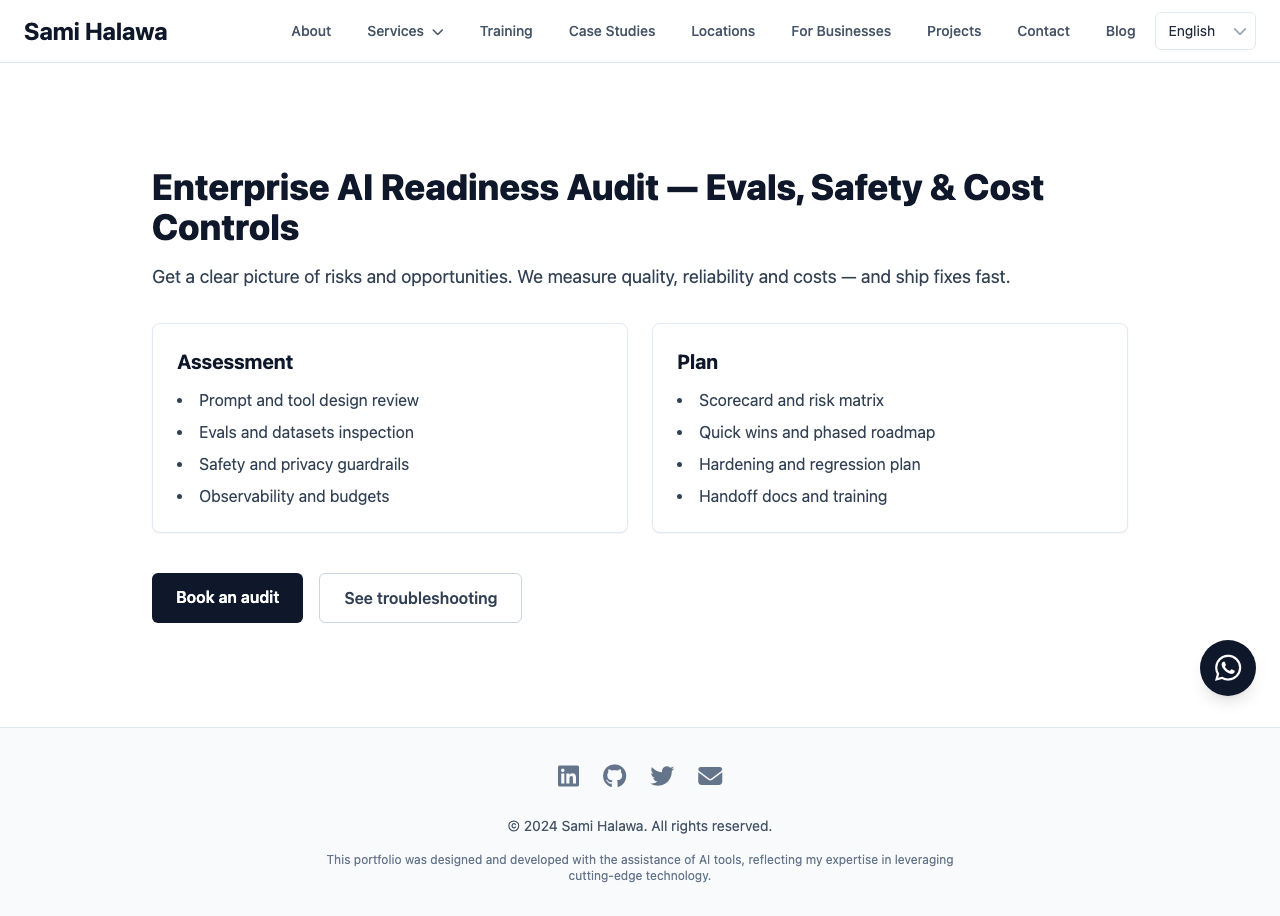 Sami Halawa
About
Services
Training
Case Studies
Locations
For Businesses
Projects
Contact
Blog
English
Enterprise AI Readiness Audit — Evals, Safety & Cost
Controls
Get a clear picture of risks and opportunities. We measure quality, reliability and costs — and ship fixes fast.
Assessment
• Prompt and tool design review
• Evals and datasets inspection
• Safety and privacy guardrails
• Observability and budgets
Plan
• Scorecard and risk matrix
• Quick wins and phased roadmap
• Hardening and regression plan
• Handoff docs and training
Book an audit
See troubleshooting
© 2024 Sami Halawa. All rights reserved.
This portfolio was designed and developed with the assistance of AI tools, reflecting my expertise in leveraging
cutting-edge technology.